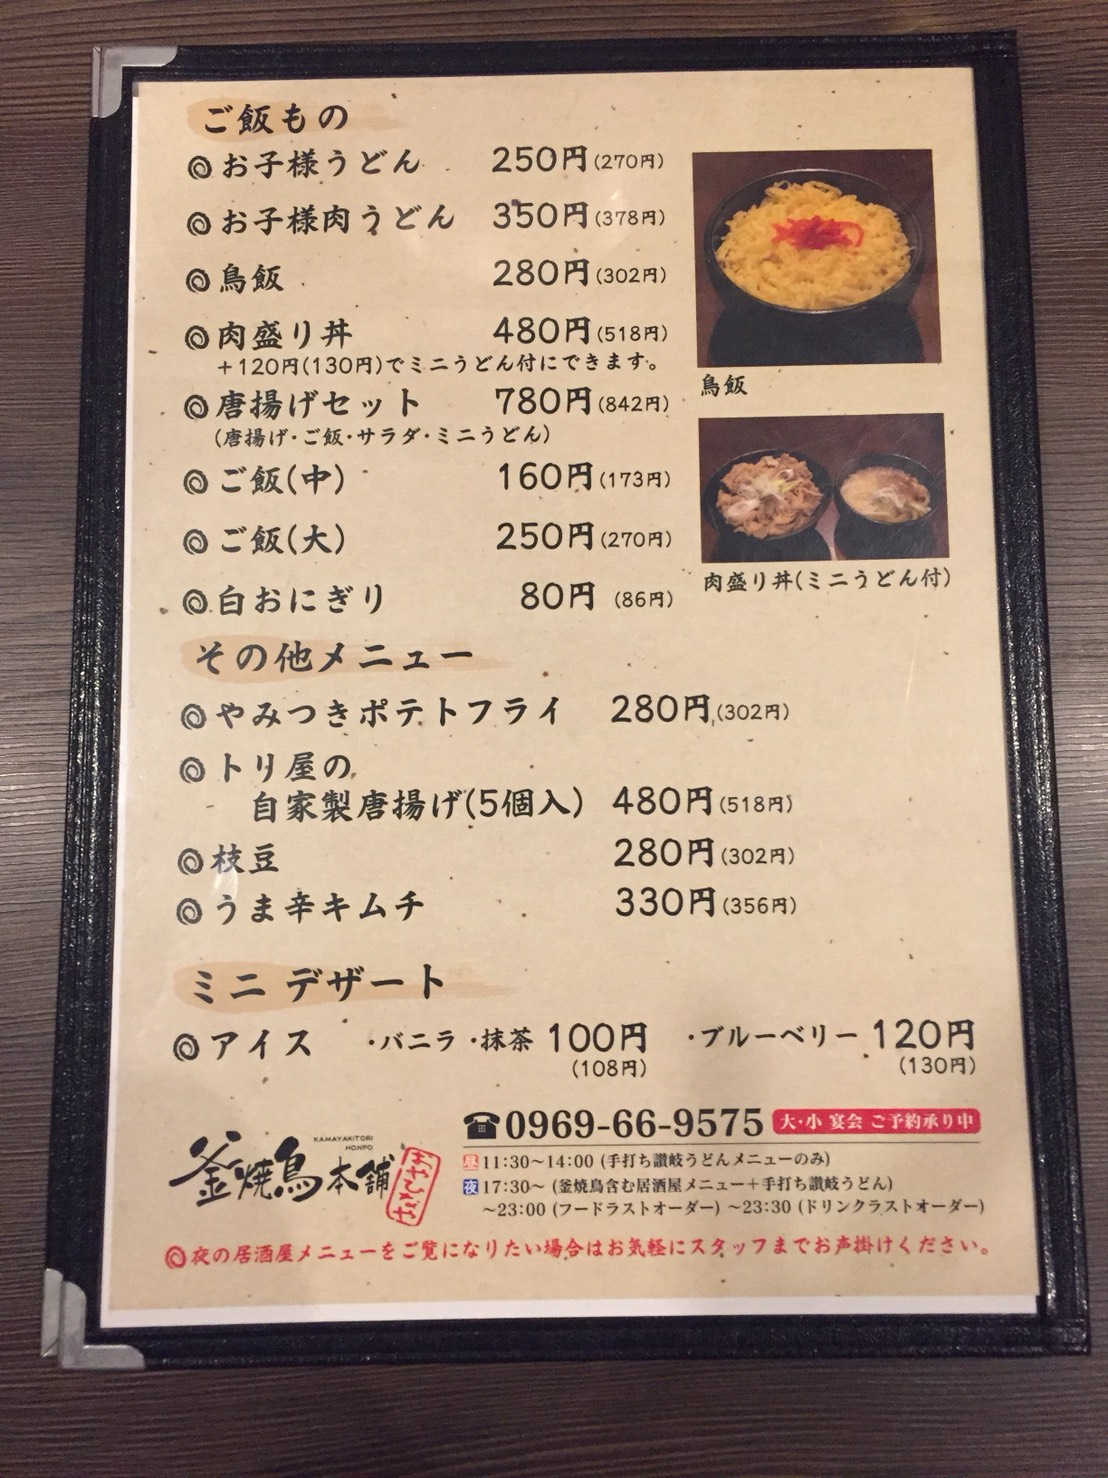 ご飯もの
お子様うどん 250円(270円)
お子様肉うどん 350円(378円)
鳥飯 280円(302円)
肉盛り丼 480円(518円)
+120円(130円)でミニうどん付にできます。
唐揚げセット 780円(842円)
(唐揚げ・ご飯・サラダ・ミニうどん)
ご飯(中) 160円(173円)
ご飯(大) 250円(270円)
白おにぎり 80円(86円)
鳥飯
肉盛り丼(ミニうどん付)
その他メニュー
やみつきポテトフライ 280円(302円)
トリ屋の
自家製唐揚げ(5個入) 480円(518円)
枝豆 280円(302円)
うま辛キムチ 330円(356円)
ミニデザート
アイス ・バニラ ・抹茶 100円 ・ブルーベリー 120円
(108円) (130円)
☎0969-66-9575 大・小 宴会 ご予約承り中
KAMAYAKITORI
HONPO
釜焼鳥本舗 おやひなや
昼11:30〜14:00 (手打ち讃岐うどんメニューのみ)
夜17:30〜 (釜焼鳥含む居酒屋メニュー+手打ち讃岐うどん)
〜23:00 (フードラストオーダー) 〜23:30 (ドリンクラストオーダー)
夜の居酒屋メニューをご覧になりたい場合はお気軽にスタッフまでお声掛けください。